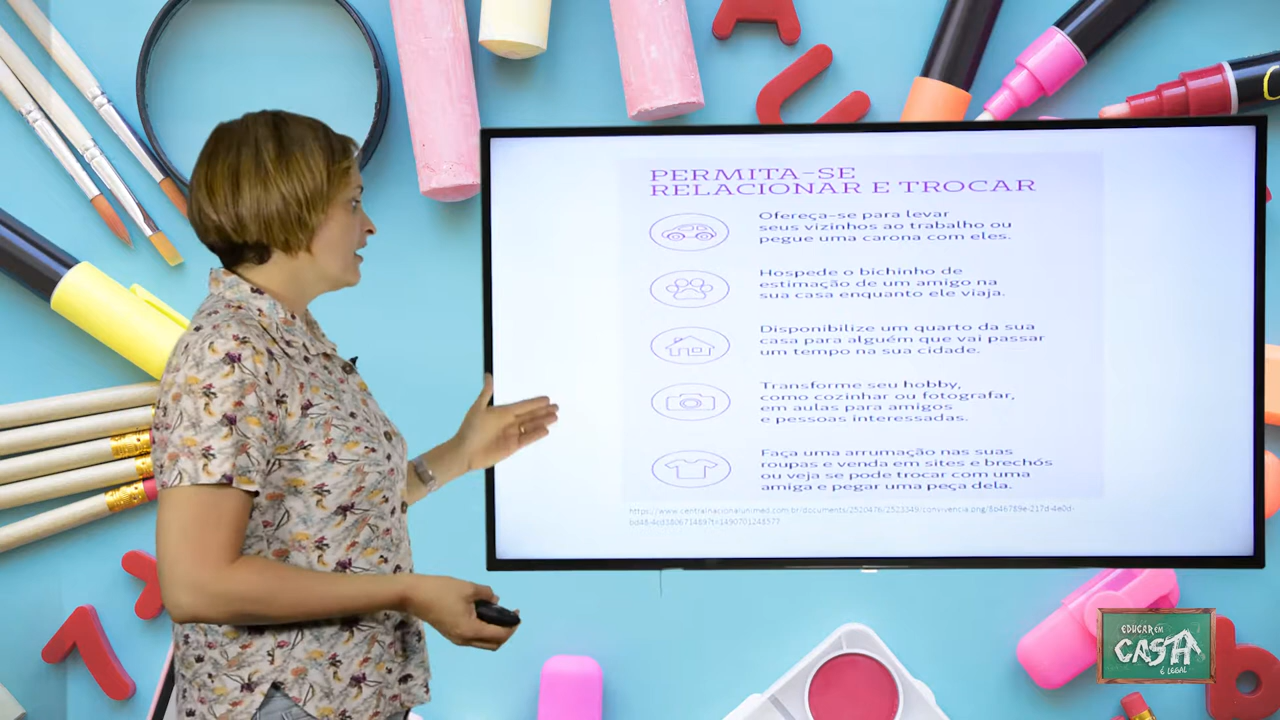 PERMITA-SE
RELACIONAR E TROCAR
Ofereça-se para levar
seus vizinhos ao trabalho ou
pegue uma carona com eles.
Hospede o bichinho de
estimação de um amigo na
sua casa enquanto ele viaja.
Disponibilize um quarto da sua
casa para alguém que vai passar
um tempo na sua cidade.
Transforme seu hobby,
como cozinhar ou fotografar,
em aulas para amigos
e pessoas interessadas.
Faça uma arrumação nas suas
roupas e venda em sites e brechós
ou veja se pode trocar com uma
amiga e pegar uma peça dela.
EDUCAR EM
CASA
É LEGAL